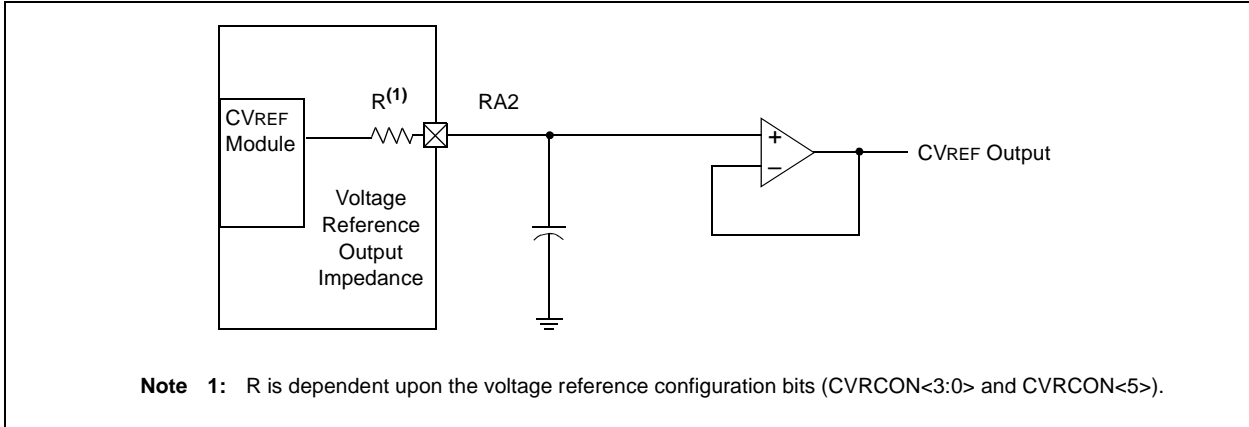 R(1)
RA2
CVREF
Module
+
–
CVREF Output
Voltage
Reference
Output
Impedance
Note 1: R is dependent upon the voltage reference configuration bits (CVRCON<3:0> and CVRCON<5>).